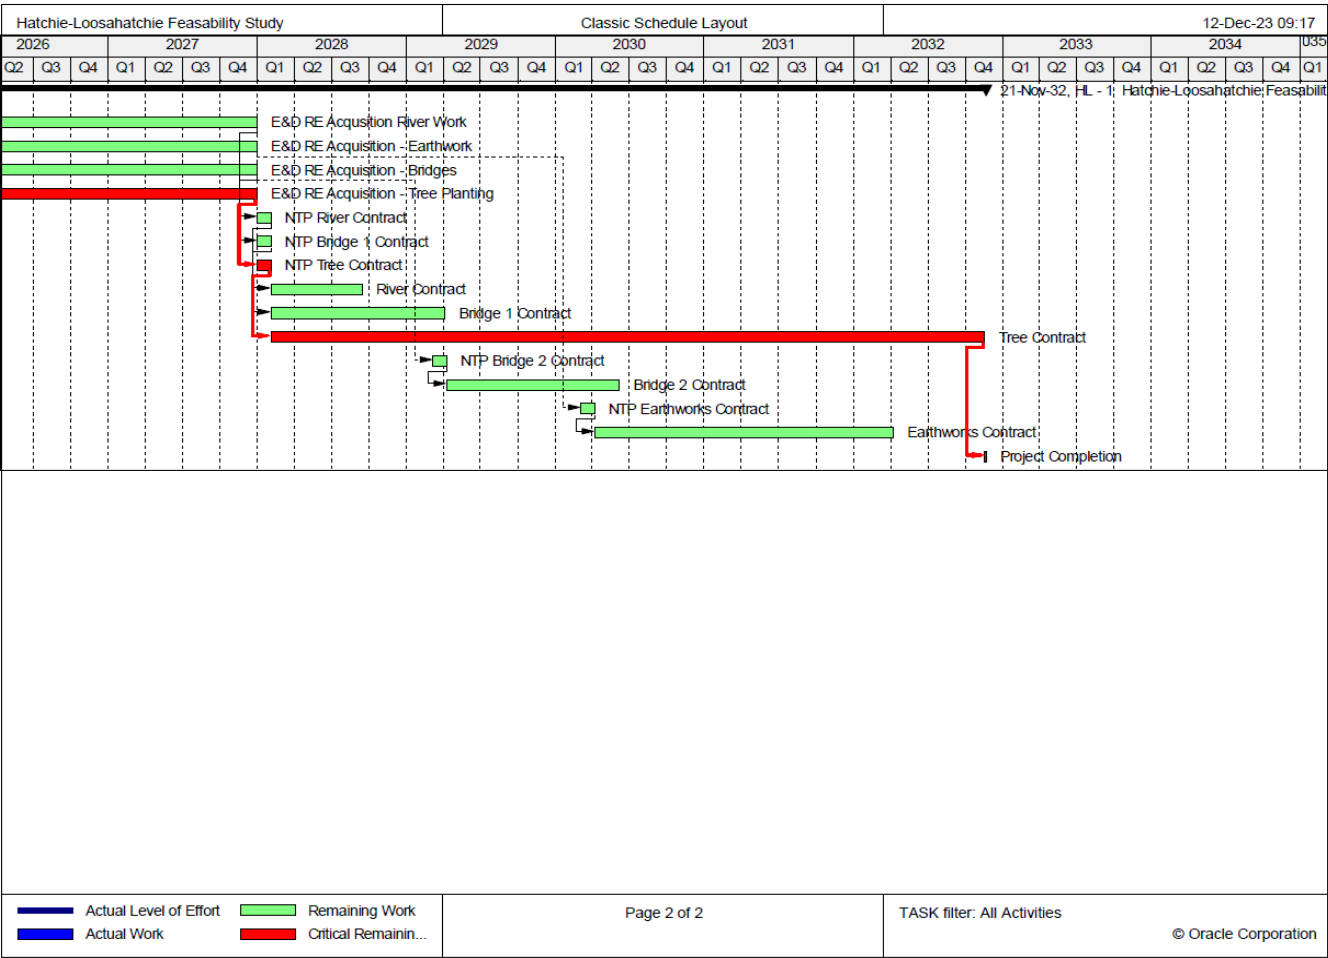 Hatchie-Loosahatchie Feasability Study Classic Schedule Layout 12-Dec-23 09:17
2026 2027 2028 2029 2030 2031 2032 2033 2034 035
Q2 Q3 Q4 Q1 Q2 Q3 Q4 Q1 Q2 Q3 Q4 Q1 Q2 Q3 Q4 Q1 Q2 Q3 Q4 Q1 Q2 Q3 Q4 Q1 Q2 Q3 Q4 Q1 Q2 Q3 Q4 Q1 Q2 Q3 Q4 Q1
21-Nov-32, HL - 1 Hatchie-Loosahatchie Feasabilit
E&D RE Acqusition River Work
E&D RE Acquisition - Earthwork
E&D RE Acquisition - Bridges
E&D RE Acquisition - Tree Planting
NTP River Contract
NTP Bridge 1 Contract
NTP Tree Contract
River Contract
Bridge 1 Contract
Tree Contract
NTP Bridge 2 Contract
Bridge 2 Contract
NTP Earthworks Contract
Earthworks Contract
Project Completion
Actual Level of Effort Remaining Work Page 2 of 2 TASK filter: All Activities
Actual Work Critical Remainin... © Oracle Corporation